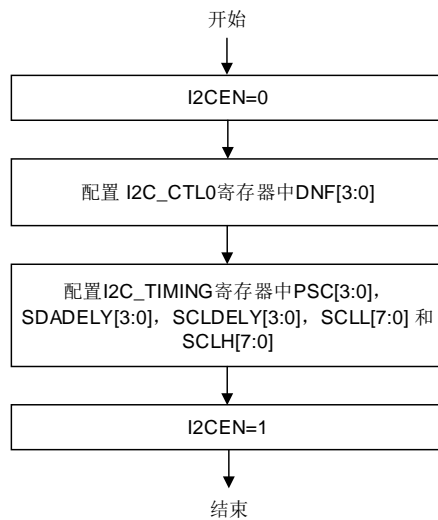 开始
I2CEN=0
配置 I2C_CTL0寄存器中DNF[3:0]
配置I2C_TIMING寄存器中PSC[3:0],
SDADELY[3:0],SCLDELY[3:0],SCLL[7:0] 和
SCLH[7:0]
I2CEN=1
结束